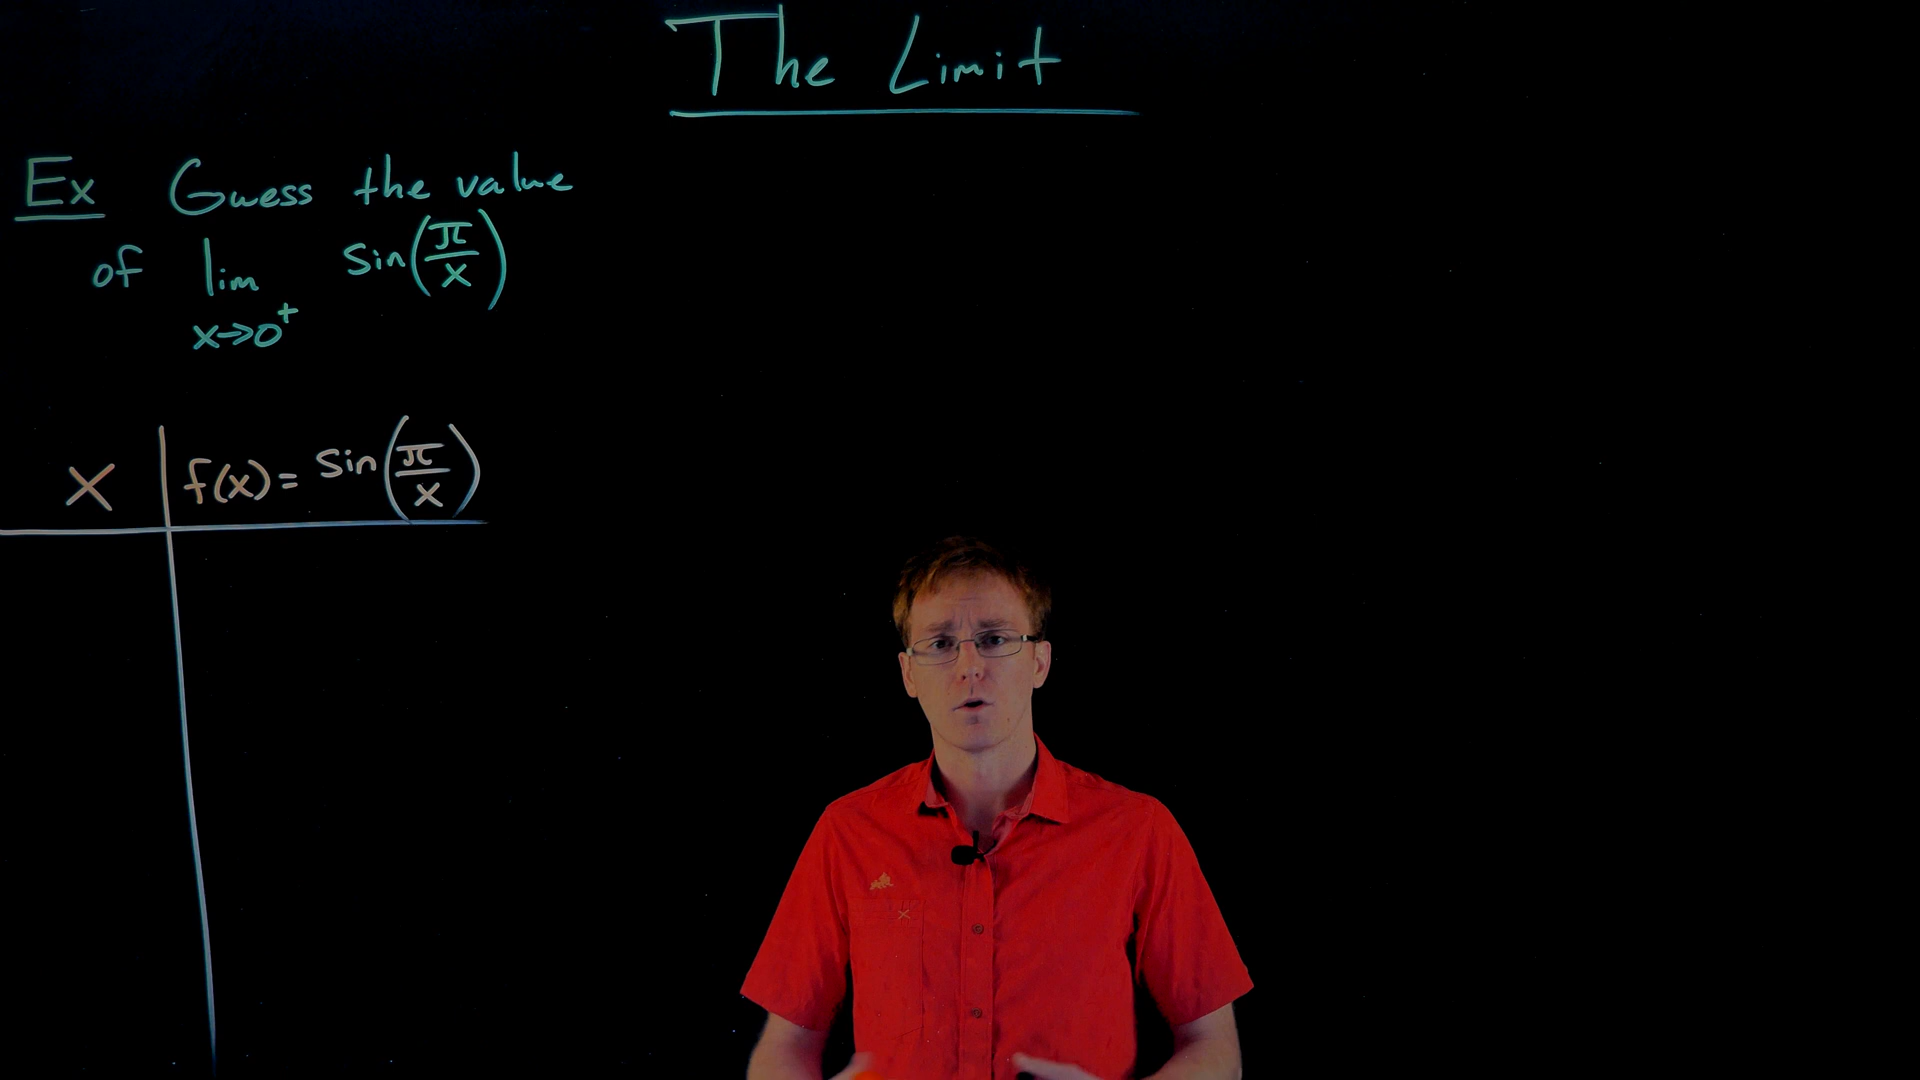 The Limit
Ex Guess the value
of lim sin(π/x)
x→0⁺
x | f(x) = sin(π/x)